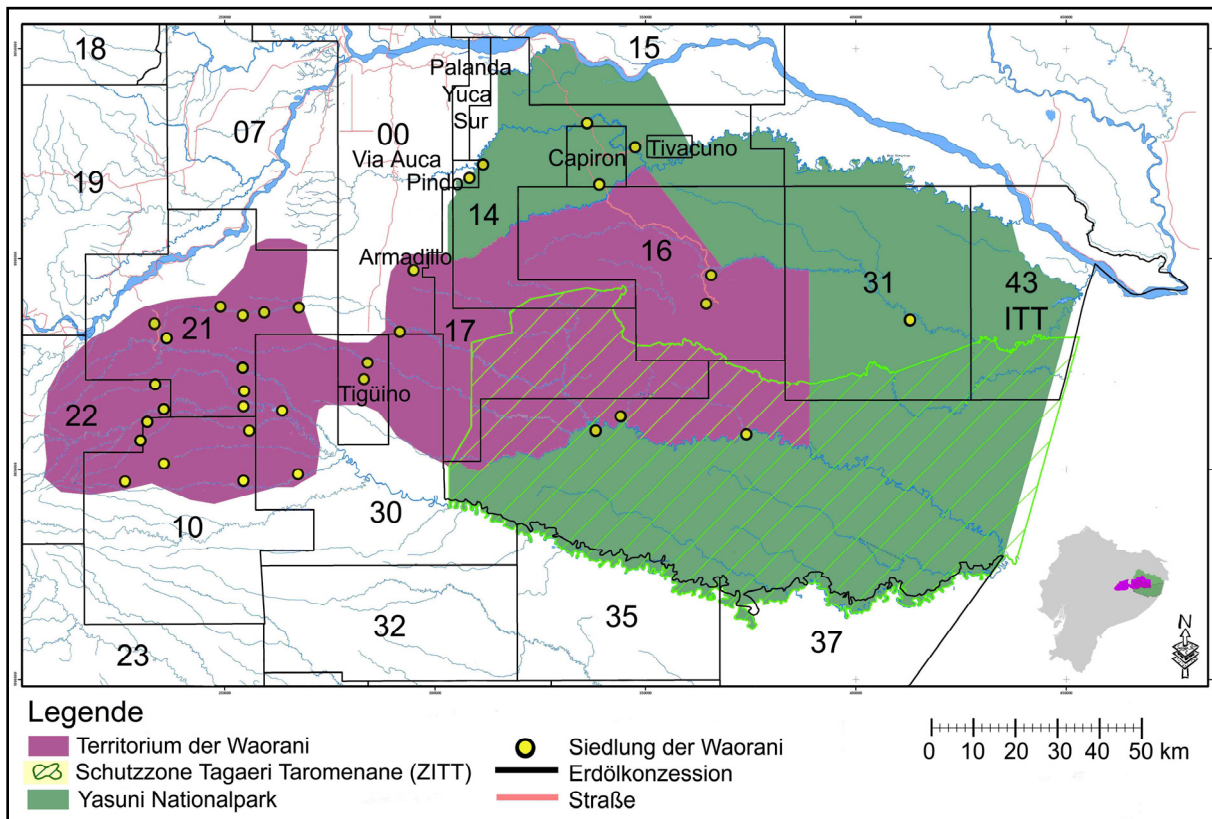 18
15
Palanda
Yuca
Sur
07
00
Via Auca
Capiron
Tivacuno
Pindo
19
14
Armadillo
16
31
43
ITT
21
17
Tigüino
22
10
30
32
35
37
23
N
Legende
Territorium der Waorani
Schutzzone Tagaeri Taromenane (ZITT)
Yasuni Nationalpark
Siedlung der Waorani
Erdölkonzession
Straße
0 10 20 30 40 50 km